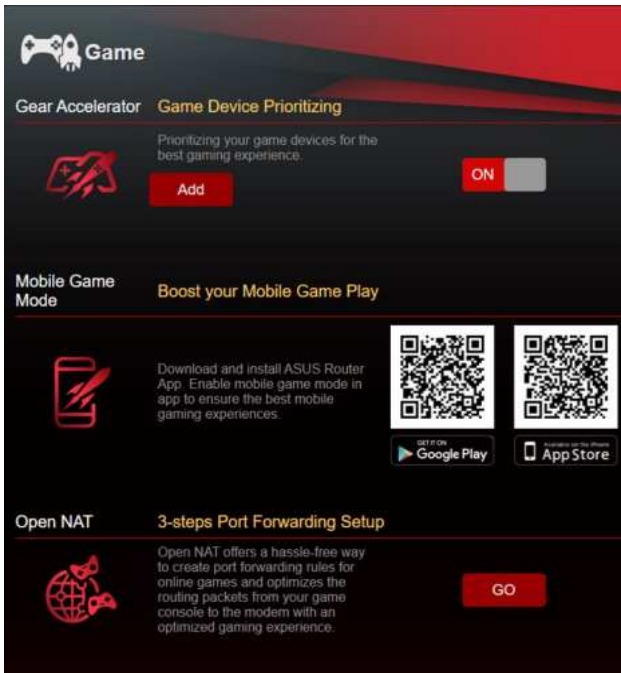 Game
Gear Accelerator
Game Device Prioritizing
Prioritizing your game devices for the
best gaming experience.
Add
ON
Mobile Game
Mode
Boost your Mobile Game Play
Download and install ASUS Router
App. Enable mobile game mode in
app to ensure the best mobile
gaming experiences.
GET IT ON
Google Play
Available on the iPhone
App Store
Open NAT
3-steps Port Forwarding Setup
Open NAT offers a hassle-free way
to create port forwarding rules for
online games and optimizes the
routing packets from your game
console to the modem with an
optimized gaming experience.
GO